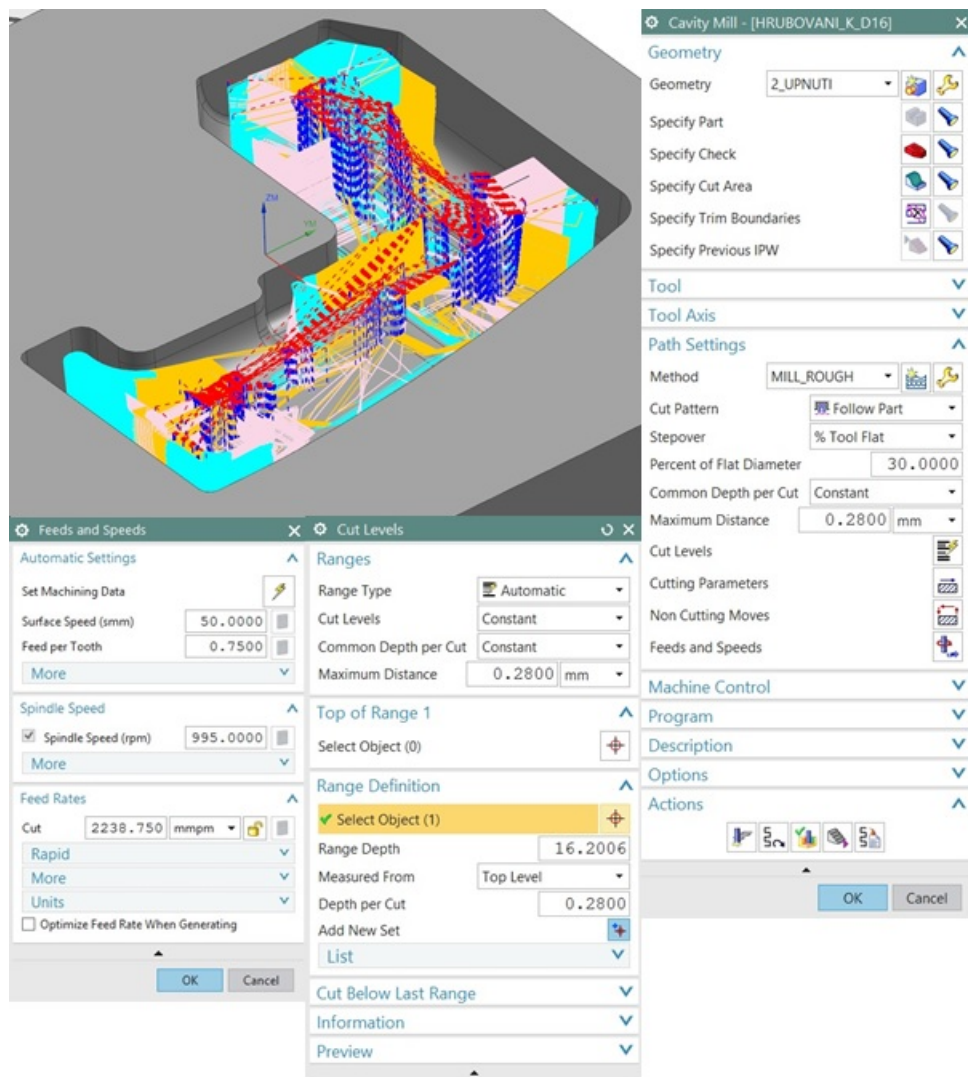 ZM
YM
Cavity Mill - [HRUBOVANI_K_D16]
Geometry
Geometry 2_UPNUTI
Specify Part
Specify Check
Specify Cut Area
Specify Trim Boundaries
Specify Previous IPW
Tool
Tool Axis
Path Settings
Method MILL_ROUGH
Cut Pattern Follow Part
Stepover % Tool Flat
Percent of Flat Diameter 30.0000
Common Depth per Cut Constant
Maximum Distance 0.2800 mm
Cut Levels
Cutting Parameters
Non Cutting Moves
Feeds and Speeds
Machine Control
Program
Description
Options
Actions
OK Cancel
Feeds and Speeds
Automatic Settings
Set Machining Data
Surface Speed (smm) 50.0000
Feed per Tooth 0.7500
More
Spindle Speed
Spindle Speed (rpm) 995.0000
More
Feed Rates
Cut 2238.750 mmpm
Rapid
More
Units
Optimize Feed Rate When Generating
OK Cancel
Cut Levels
Ranges
Range Type Automatic
Cut Levels Constant
Common Depth per Cut Constant
Maximum Distance 0.2800 mm
Top of Range 1
Select Object (0)
Range Definition
Select Object (1)
Range Depth 16.2006
Measured From Top Level
Depth per Cut 0.2800
Add New Set
List
Cut Below Last Range
Information
Preview